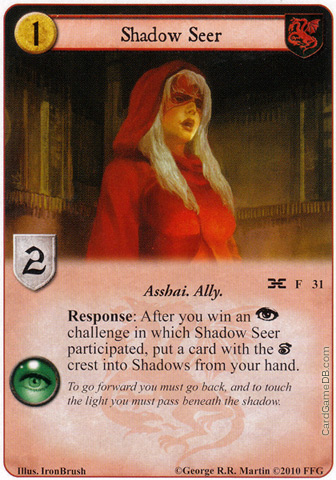 1
Shadow Seer
2
Asshai. Ally.
F 31
Response: After you win an
challenge in which Shadow Seer
participated, put a card with the
crest into Shadows from your hand.
To go forward you must go back, and to touch
the light you must pass beneath the shadow.
Illus. IronBrush
©George R.R. Martin ©2010 FFG
CardGameDB.com